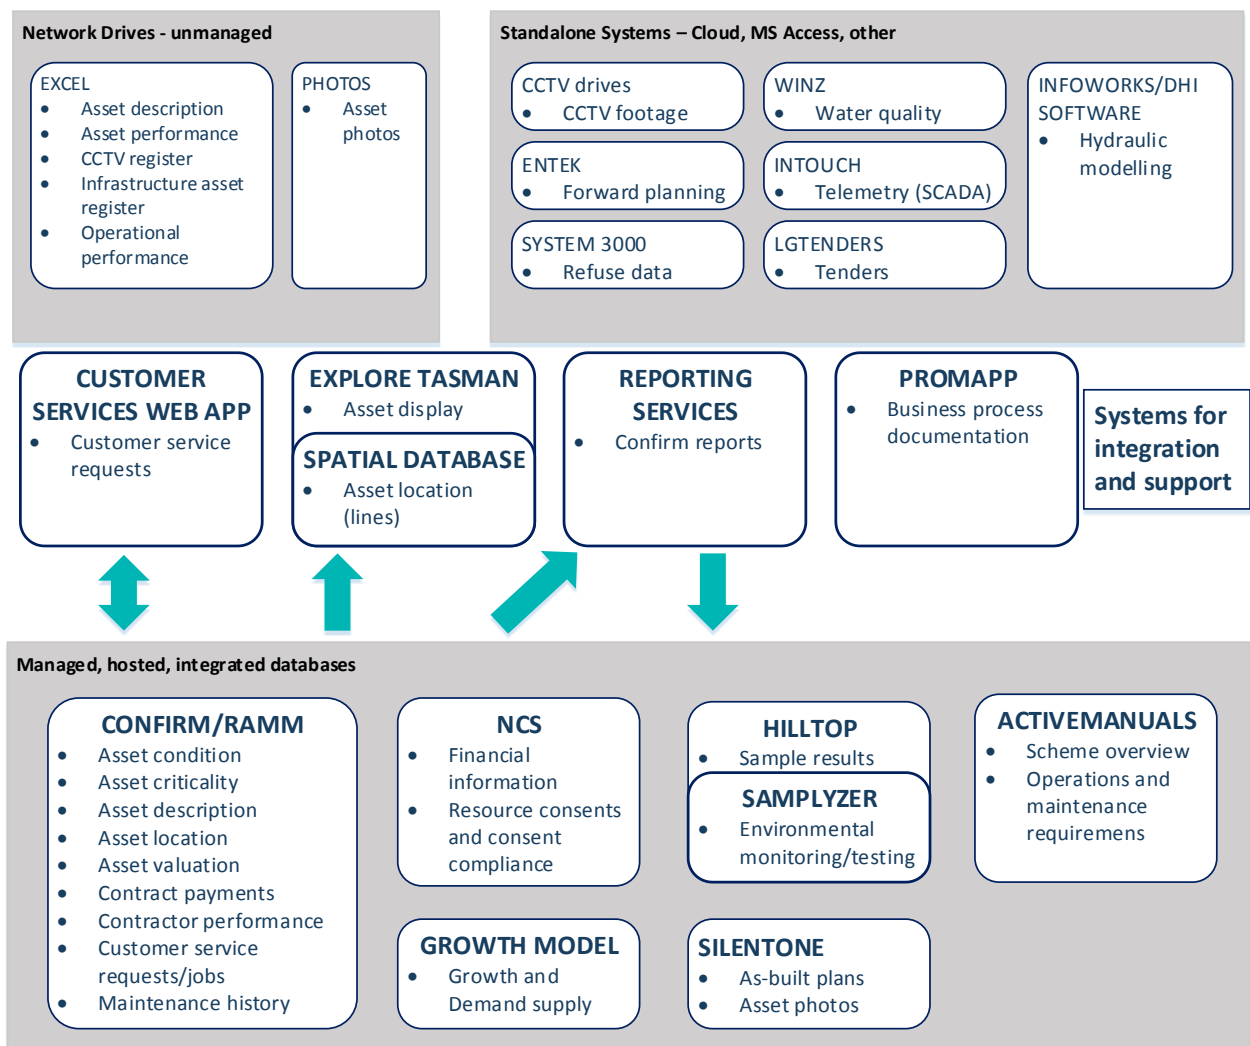 Network Drives - unmanaged
EXCEL
• Asset description
• Asset performance
• CCTV register
• Infrastructure asset
register
• Operational
performance
PHOTOS
• Asset
photos
Standalone Systems – Cloud, MS Access, other
CCTV drives
• CCTV footage
WINZ
• Water quality
INFOWORKS/DHI
SOFTWARE
• Hydraulic
modelling
ENTEK
• Forward planning
INTOUCH
• Telemetry (SCADA)
SYSTEM 3000
• Refuse data
LGTENDERS
• Tenders
CUSTOMER
SERVICES WEB APP
• Customer service
requests
EXPLORE TASMAN
• Asset display
SPATIAL DATABASE
• Asset location
(lines)
REPORTING
SERVICES
• Confirm reports
PROMAPP
• Business process
documentation
Systems for
integration
and support
Managed, hosted, integrated databases
CONFIRM/RAMM
• Asset condition
• Asset criticality
• Asset description
• Asset location
• Asset valuation
• Contract payments
• Contractor performance
• Customer service
requests/jobs
• Maintenance history
NCS
• Financial
information
• Resource consents
and consent
compliance
HILLTOP
• Sample results
SAMPLYZER
• Environmental
monitoring/testing
ACTIVEMANUALS
• Scheme overview
• Operations and
maintenance
requiremens
GROWTH MODEL
• Growth and
Demand supply
SILENTONE
• As-built plans
• Asset photos